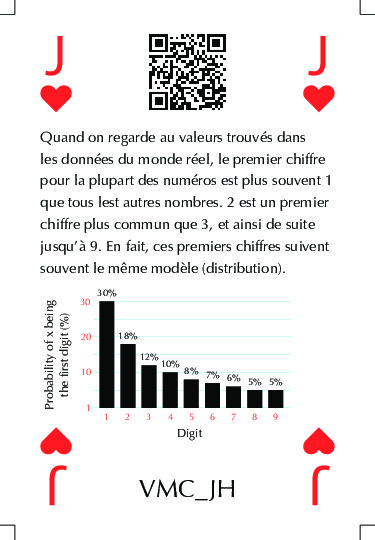 J J
Quand on regarde au valeurs trouvés dans
les données du monde réel, le premier chiffre
pour la plupart des numéros est plus souvent 1
que tous lest autres nombres. 2 est un premier
chiffre plus commun que 3, et ainsi de suite
jusqu'à 9. En fait, ces premiers chiffres suivent
souvent le même modèle (distribution).
Probability of x being
the first digit (%)
30
20
10
1
30%
18%
12%
10%
8%
7%
6%
5%
5%
1 2 3 4 5 6 7 8 9
Digit
J J
VMC_JH